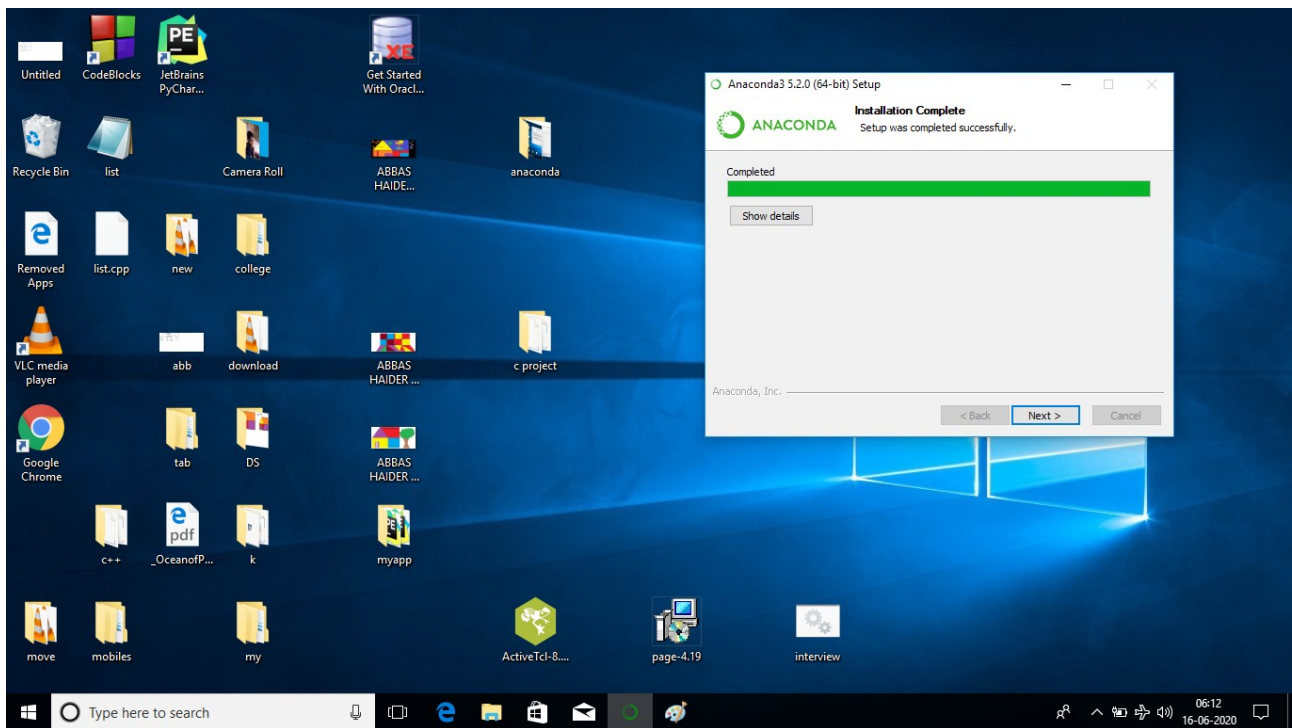 Untitled
CodeBlocks
JetBrains
PyChar...
Get Started
With Oracl...
PE
XE
Recycle Bin
list
Camera Roll
ABBAS
HAIDE...
anaconda
Removed
Apps
list.cpp
new
college
VLC media
player
abb
download
ABBAS
HAIDER ...
c project
Google
Chrome
tab
DS
ABBAS
HAIDER ...
c++
pdf
_OceanofP...
k
myapp
move
mobiles
my
ActiveTcl-8....
page-4.19
interview
Anaconda3 5.2.0 (64-bit) Setup
ANACONDA
Installation Complete
Setup was completed successfully.
Completed
Show details
Anaconda, Inc.
< Back
Next >
Cancel
Type here to search
06:12
16-06-2020